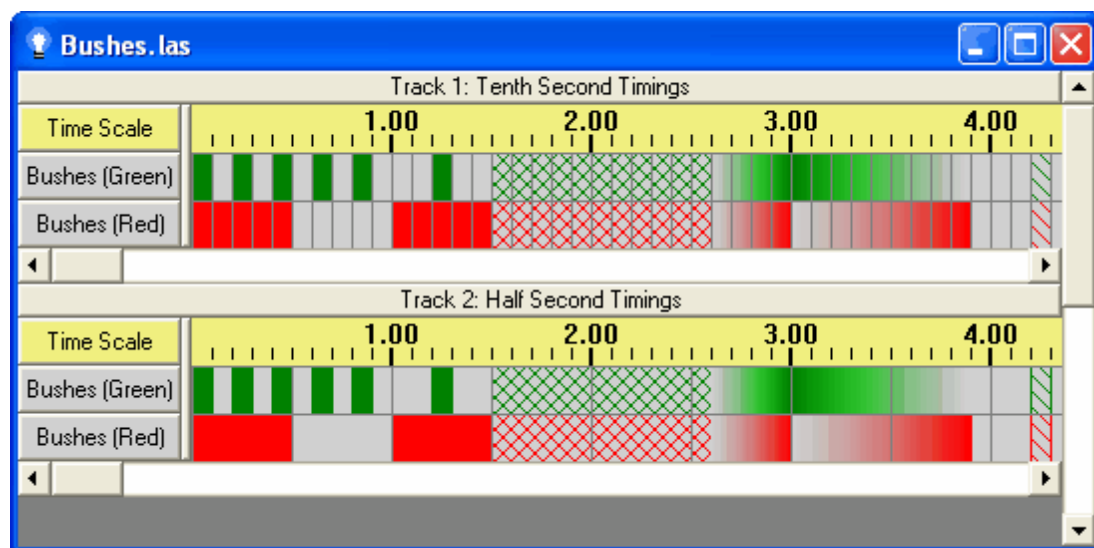 Bushes.las
Track 1: Tenth Second Timings
Time Scale 1.00 2.00 3.00 4.00
Bushes (Green)
Bushes (Red)
Track 2: Half Second Timings
Time Scale 1.00 2.00 3.00 4.00
Bushes (Green)
Bushes (Red)